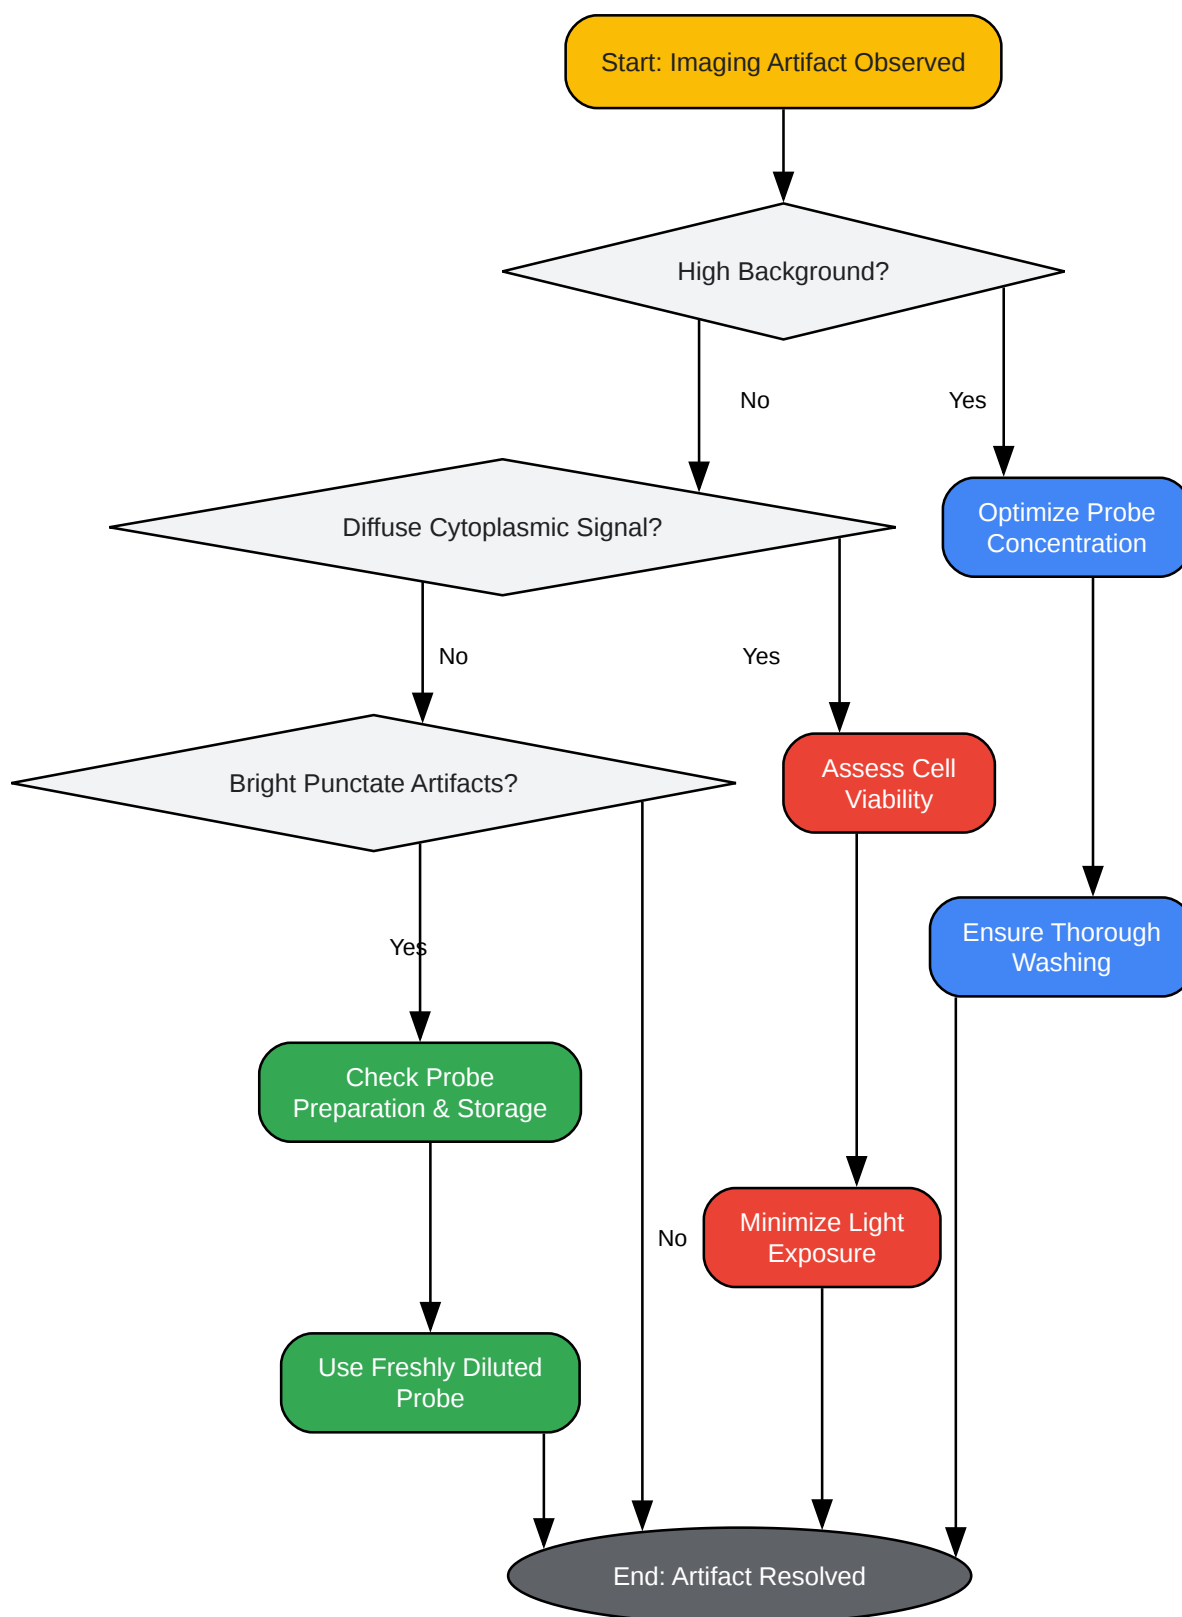 Start: Imaging Artifact Observed
High Background?
No
Yes
Optimize Probe
Concentration
Diffuse Cytoplasmic Signal?
No
Yes
Assess Cell
Viability
Bright Punctate Artifacts?
Ensure Thorough
Washing
Yes
Check Probe
Preparation & Storage
No
Minimize Light
Exposure
Use Freshly Diluted
Probe
End: Artifact Resolved